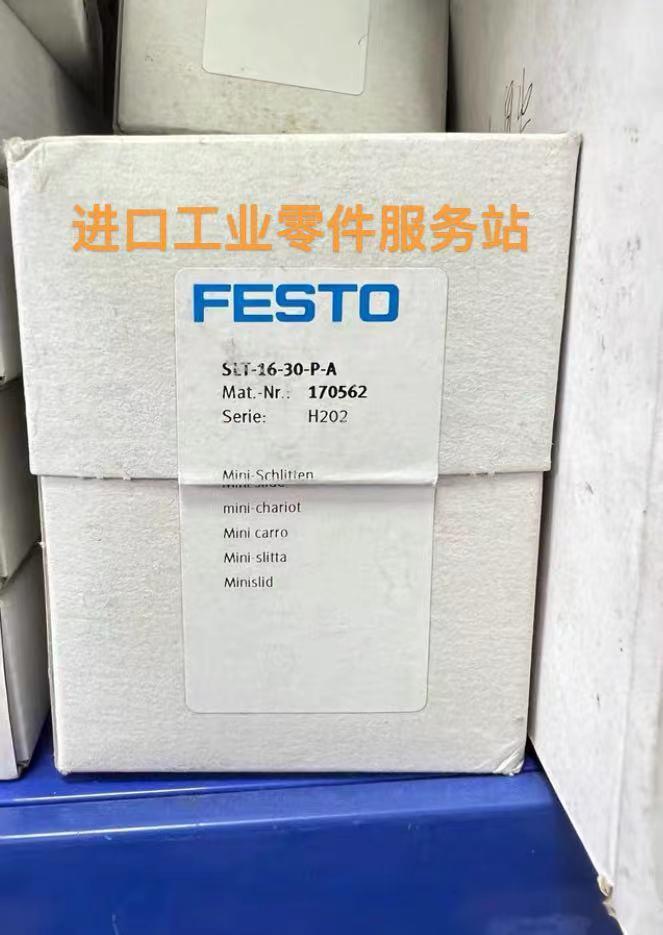 进口工业零件服务站
FESTO
SLT-16-30-P-A
Mat.-Nr.: 170562
Serie: H202
Mini-Schlitten
mini-chariot
Mini carro
Mini-slitta
Minislid